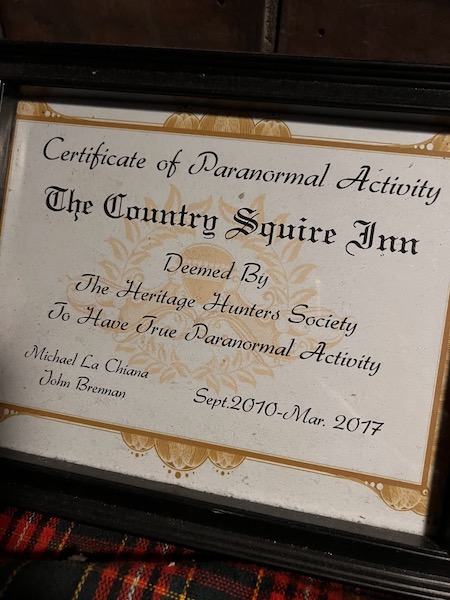 Certificate of Paranormal Activity
The Country Squire Inn
Deemed By
The Heritage Hunters Society
To Have True Paranormal Activity
Michael La Chiana
John Brennan
Sept.2010-Mar. 2017